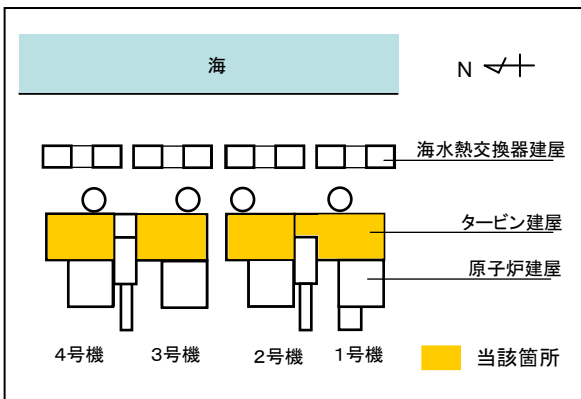 海
N
海水熱交換器建屋
タービン建屋
原子炉建屋
4号機 3号機 2号機 1号機
当該箇所